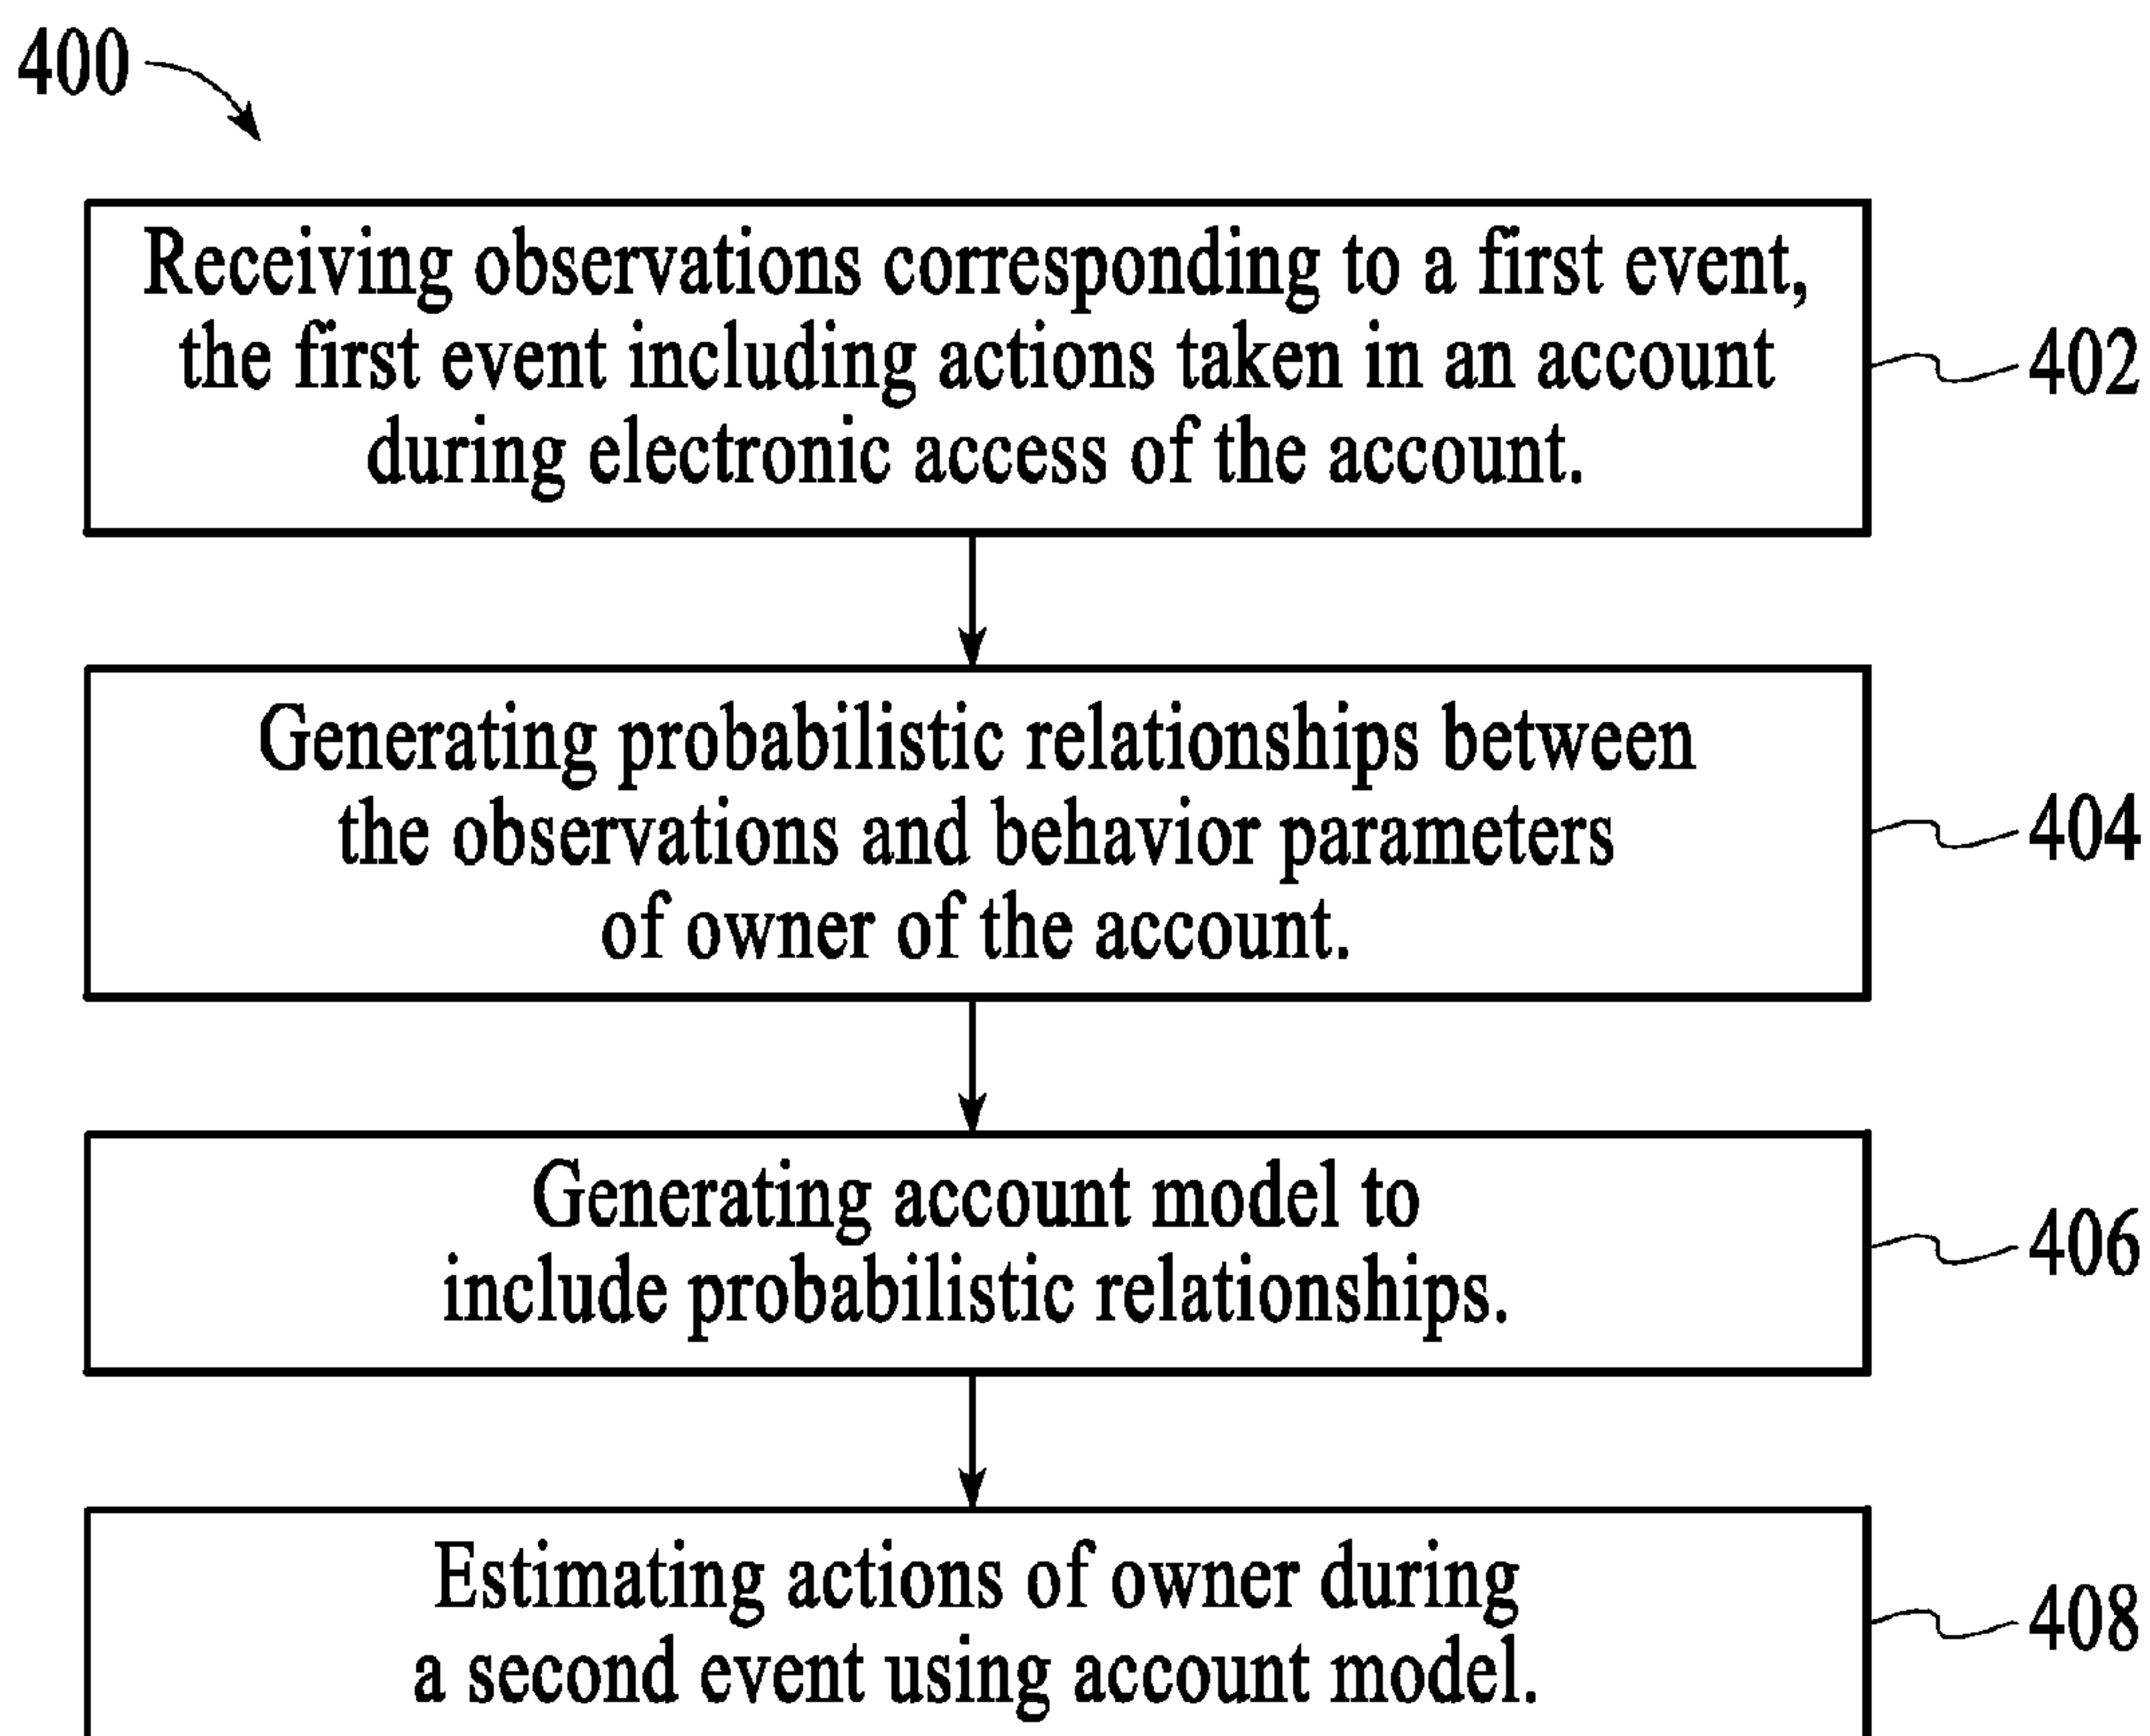 400
Receiving observations corresponding to a first event,
the first event including actions taken in an account
during electronic access of the account.
402
Generating probabilistic relationships between
the observations and behavior parameters
of owner of the account.
404
Generating account model to
include probabilistic relationships.
406
Estimating actions of owner during
a second event using account model.
408